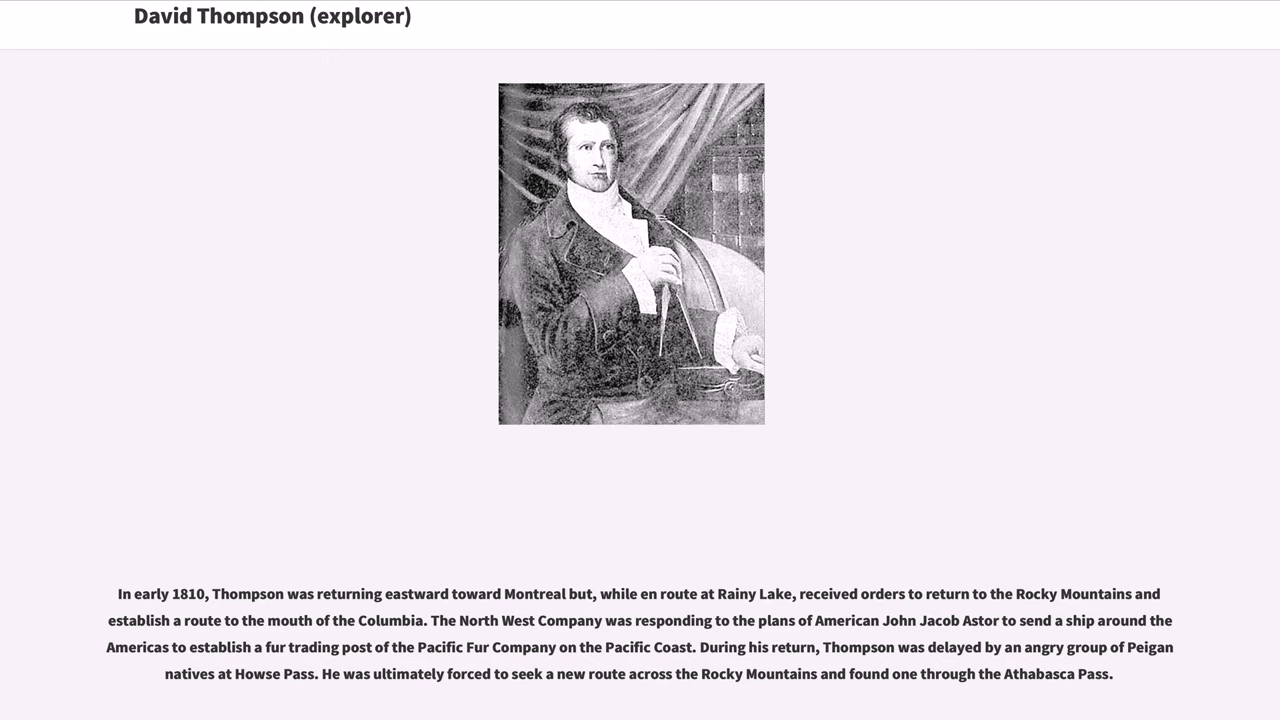 David Thompson (explorer)
In early 1810, Thompson was returning eastward toward Montreal but, while en route at Rainy Lake, received orders to return to the Rocky Mountains and
establish a route to the mouth of the Columbia. The North West Company was responding to the plans of American John Jacob Astor to send a ship around the
Americas to establish a fur trading post of the Pacific Fur Company on the Pacific Coast. During his return, Thompson was delayed by an angry group of Peigan
natives at Howse Pass. He was ultimately forced to seek a new route across the Rocky Mountains and found one through the Athabasca Pass.